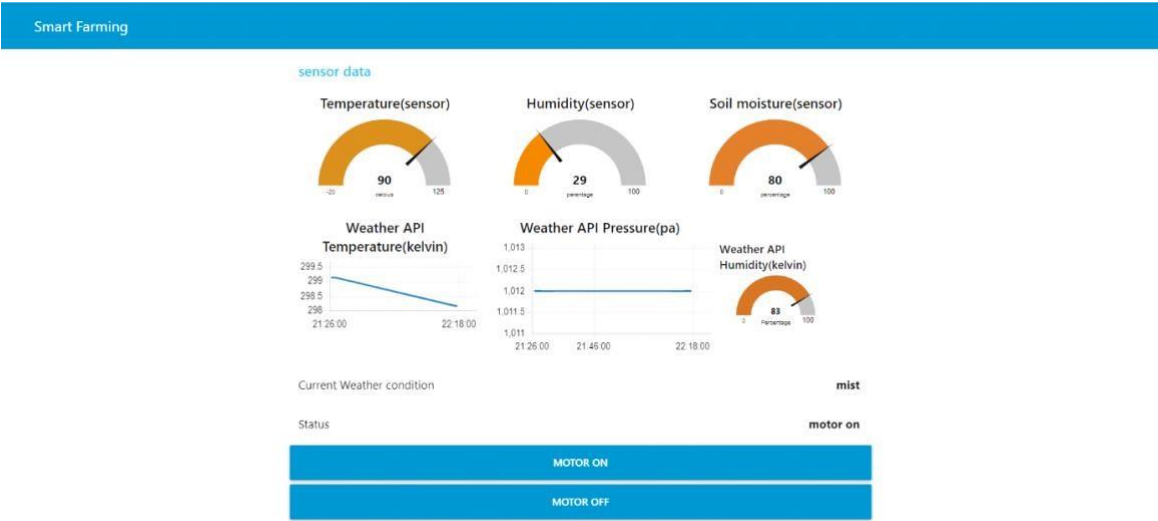 Smart Farming
sensor data
Temperature(sensor)
90
celsius
-20
125
Humidity(sensor)
29
percentage
0
100
Soil moisture(sensor)
80
percentage
0
100
Weather API
Temperature(kelvin)
299.5
299
298.5
298
21:26:00
22:18:00
Weather API Pressure(pa)
1,013
1,012.5
1,012
1,011.5
1,011
21:26:00
21:46:00
22:18:00
Weather API
Humidity(kelvin)
83
Percentage
0
100
Current Weather condition
mist
Status
motor on
MOTOR ON
MOTOR OFF